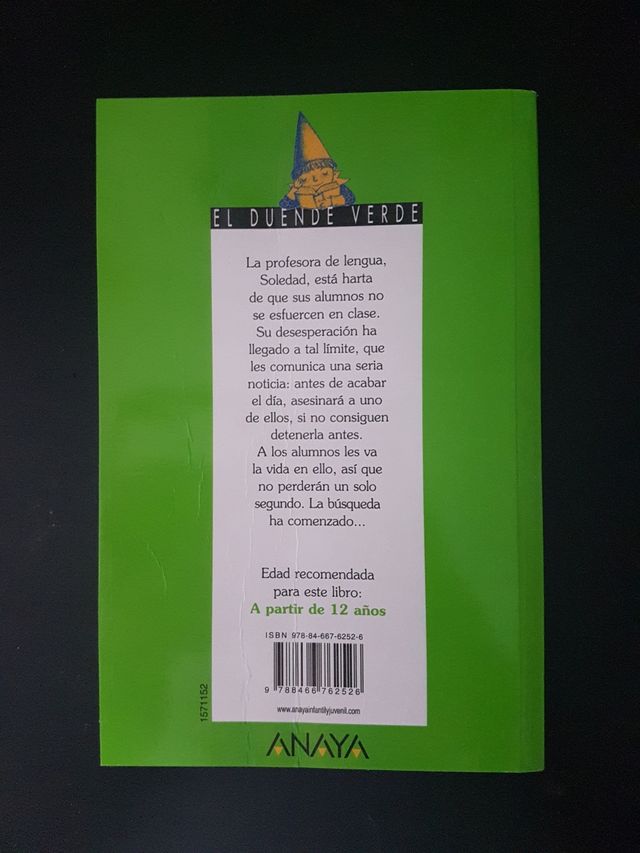 EL DUENDE VERDE
La profesora de lengua,
Soledad, está harta
de que sus alumnos no
se esfuercen en clase.
Su desesperación ha
llegado a tal límite, que
les comunica una seria
noticia: antes de acabar
el día, asesinará a uno
de ellos, si no consiguen
detenerla antes.
A los alumnos les va
la vida en ello, así que
no perderán un solo
segundo. La búsqueda
ha comenzado...
Edad recomendada
para este libro:
A partir de 12 años
ISBN 978-84-667-6252-6
9 788466 762526
www.anayainfantilyjuvenil.com
1571152
ANAYA